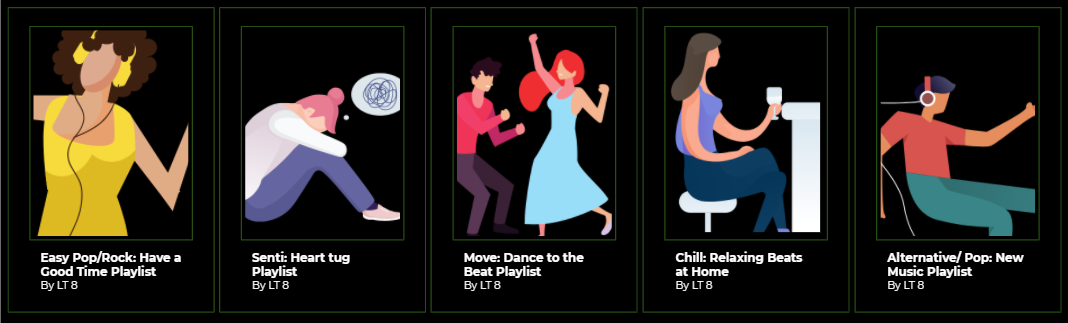 Easy Pop/Rock: Have a
Good Time Playlist
By LT 8
Senti: Heart tug
Playlist
By LT 8
Move: Dance to the
Beat Playlist
By LT 8
Chill: Relaxing Beats
at Home
By LT 8
Alternative/ Pop: New
Music Playlist
By LT 8